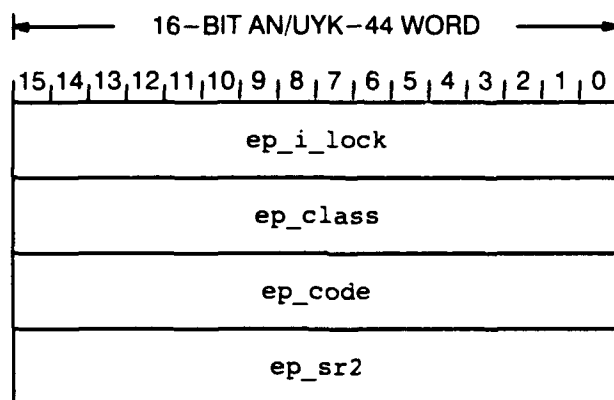 16-BIT AN/UYK-44 WORD
15 14 13 12 11 10 9 8 7 6 5 4 3 2 1 0
ep_i_lock
ep_class
ep_code
ep_sr2